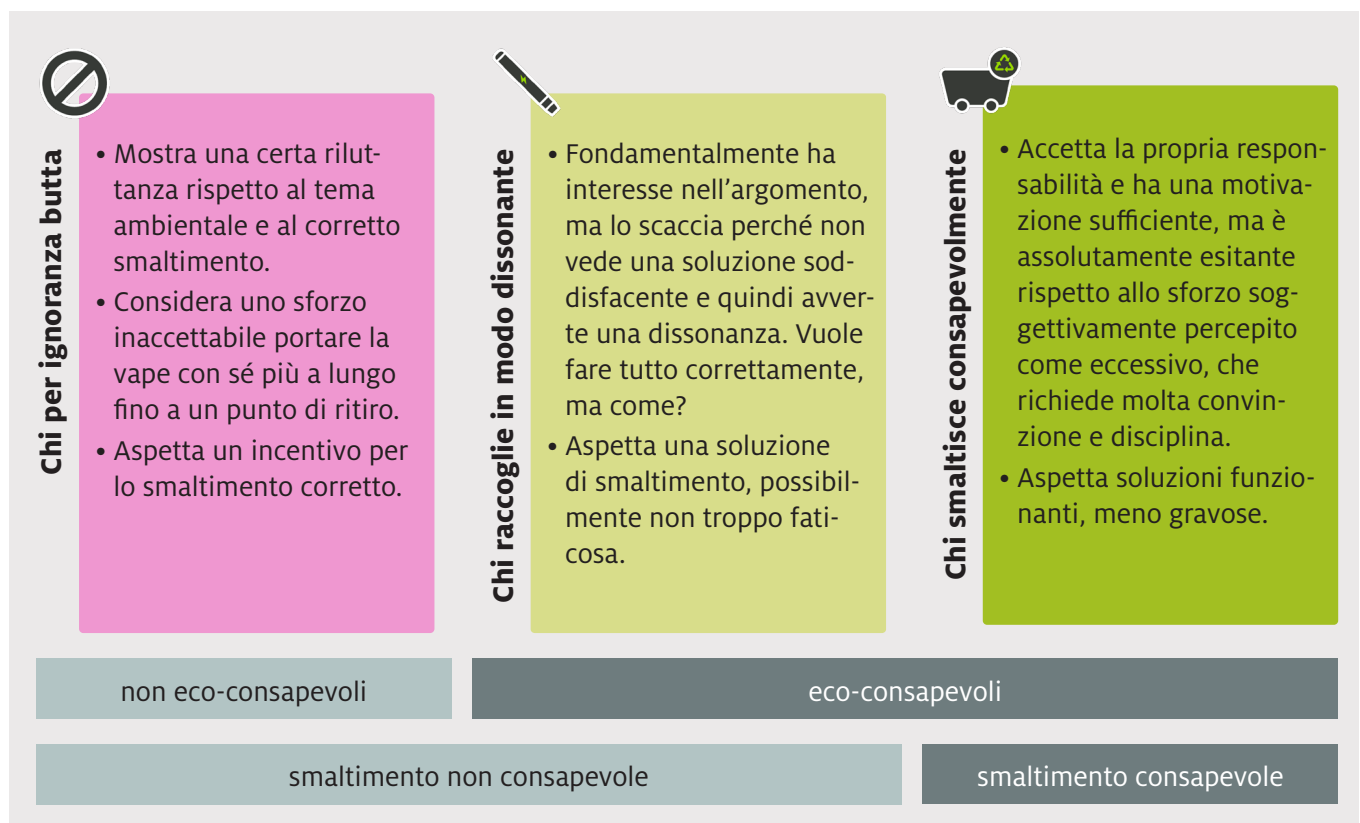 Chi per ignoranza butta
• Mostra una certa rilut-
tanza rispetto al tema
ambientale e al corretto
smaltimento.
• Considera uno sforzo
inaccettabile portare la
vape con sé più a lungo
fino a un punto di ritiro.
• Aspetta un incentivo per
lo smaltimento corretto.
Chi raccoglie in modo dissonante
• Fondamentalmente ha
interesse nell’argomento,
ma lo scaccia perché non
vede una soluzione sod-
disfacente e quindi avver-
te una dissonanza. Vuole
fare tutto correttamente,
ma come?
• Aspetta una soluzione
di smaltimento, possibil-
mente non troppo fati-
cosa.
Chi smaltisce consapevolmente
• Accetta la propria respon-
sabilità e ha una motiva-
zione sufficiente, ma è
assolutamente esitante
rispetto allo sforzo sog-
gettivamente percepito
come eccessivo, che
richiede molta convin-
zione e disciplina.
• Aspetta soluzioni funzio-
nanti, meno gravose.
non eco-consapevoli
eco-consapevoli
smaltimento non consapevole
smaltimento consapevole